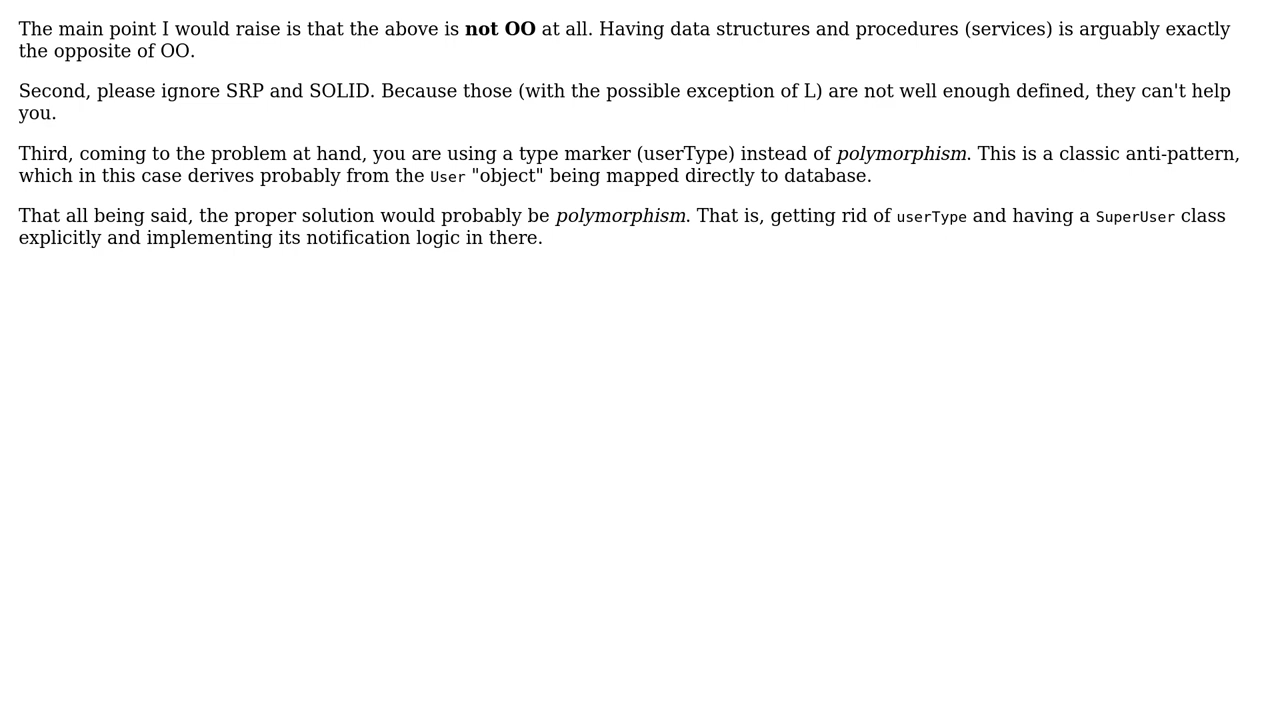 The main point I would raise is that the above is not OO at all. Having data structures and procedures (services) is arguably exactly
the opposite of OO.
Second, please ignore SRP and SOLID. Because those (with the possible exception of L) are not well enough defined, they can't help
you.
Third, coming to the problem at hand, you are using a type marker (userType) instead of polymorphism. This is a classic anti-pattern,
which in this case derives probably from the User "object" being mapped directly to database.
That all being said, the proper solution would probably be polymorphism. That is, getting rid of userType and having a SuperUser class
explicitly and implementing its notification logic in there.